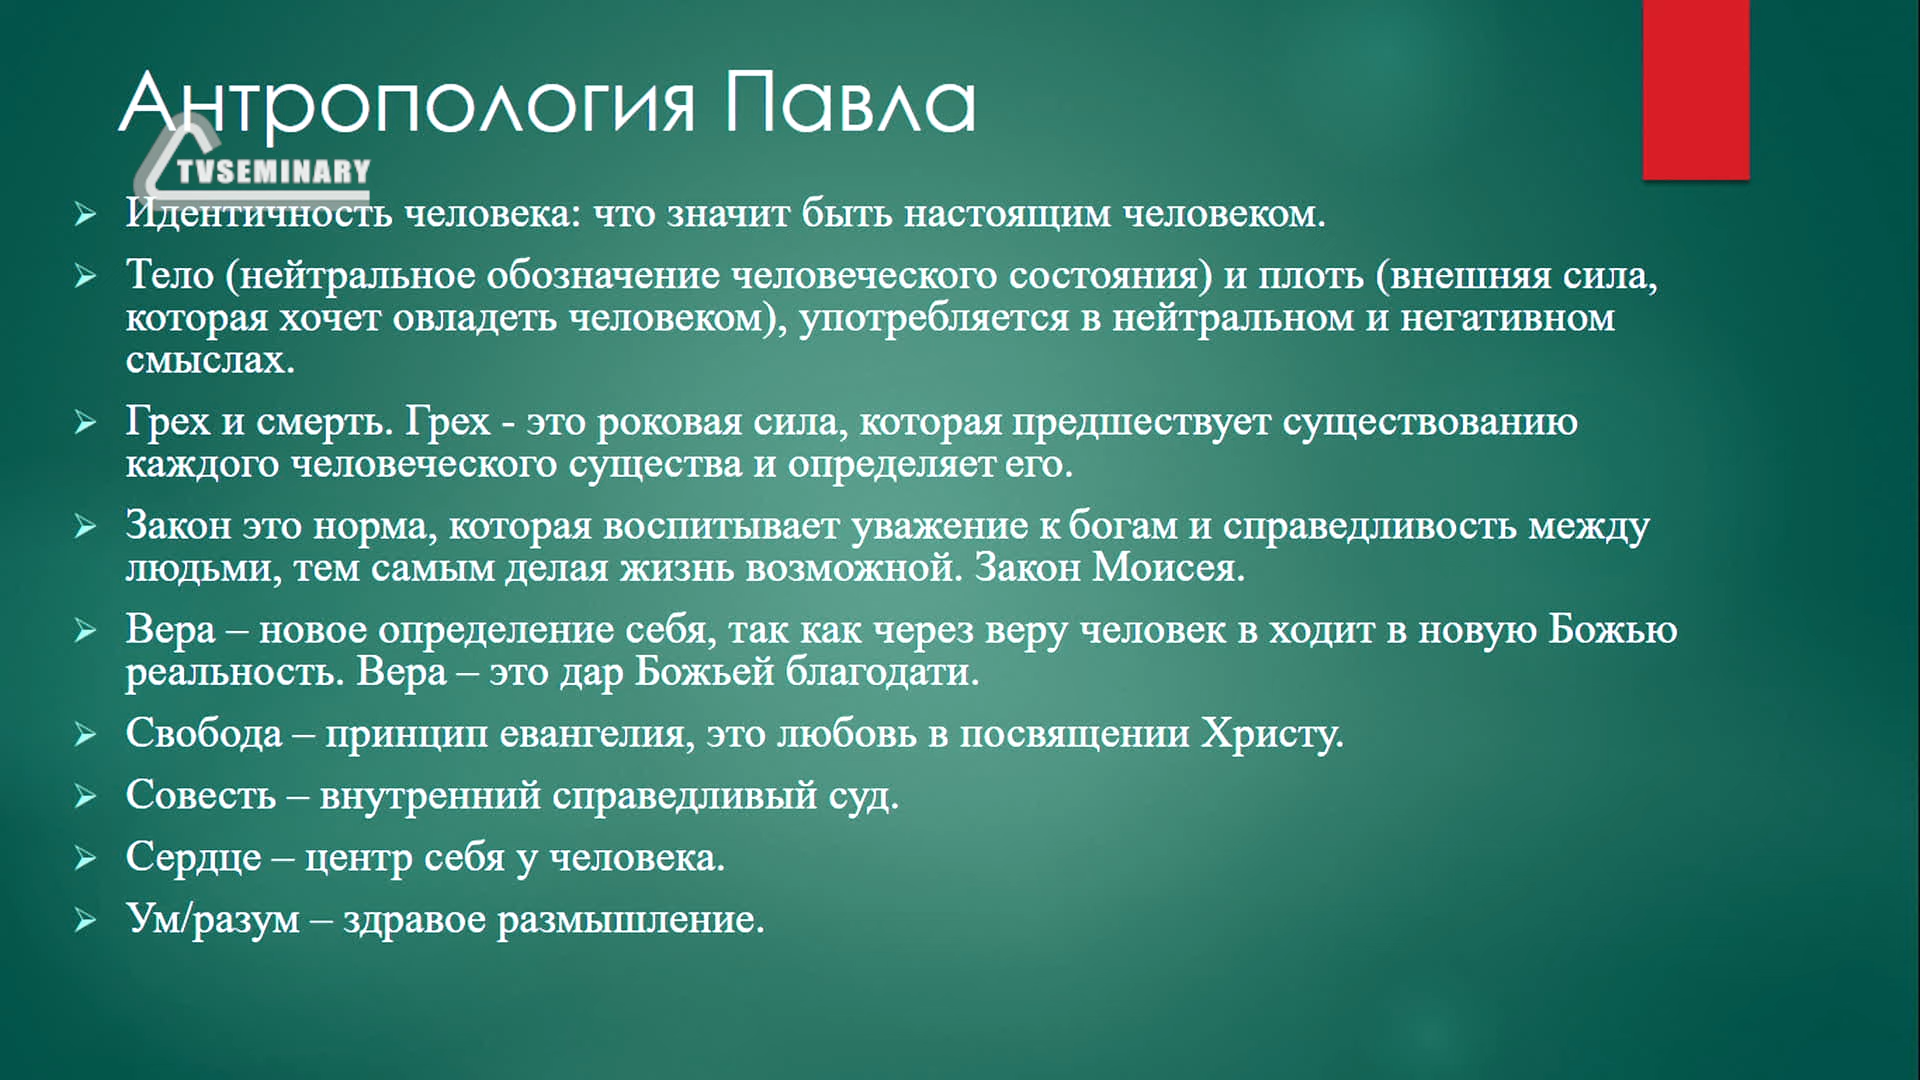 Антропология Павла
TVSEMINARY
Идентичность человека: что значит быть настоящим человеком.
Тело (нейтральное обозначение человеческого состояния) и плоть (внешняя сила,
которая хочет овладеть человеком), употребляется в нейтральном и негативном
смыслах.
Грех и смерть. Грех - это роковая сила, которая предшествует существованию
каждого человеческого существа и определяет его.
Закон это норма, которая воспитывает уважение к богам и справедливость между
людьми, тем самым делая жизнь возможной. Закон Моисея.
Вера – новое определение себя, так как через веру человек в ходит в новую Божью
реальность. Вера – это дар Божьей благодати.
Свобода – принцип евангелия, это любовь в посвящении Христу.
Совесть – внутренний справедливый суд.
Сердце – центр себя у человека.
Ум/разум – здравое размышление.